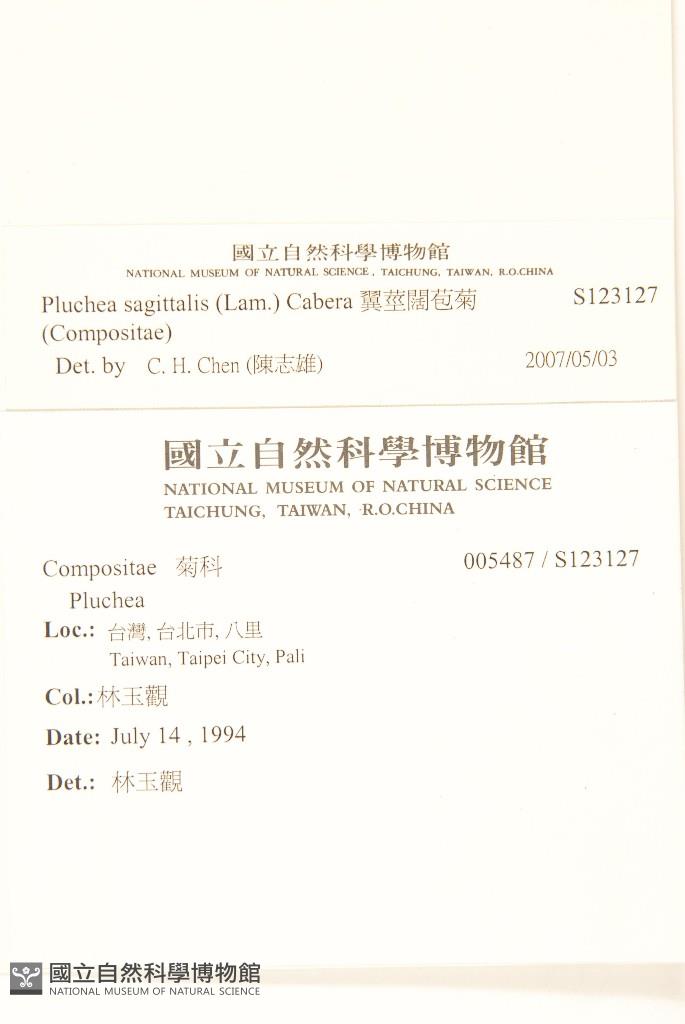 國立自然科學博物館
NATIONAL MUSEUM OF NATURAL SCIENCE, TAICHUNG, TAIWAN, R.O.CHINA
Pluchea sagittalis (Lam.) Cabera 翼莖闊苞菊 S123127
(Compositae)
Det. by C. H. Chen (陳志雄) 2007/05/03
國立自然科學博物館
NATIONAL MUSEUM OF NATURAL SCIENCE
TAICHUNG, TAIWAN, R.O.CHINA
Compositae 菊科 005487 / S123127
Pluchea
Loc.: 台灣, 台北市, 八里
Taiwan, Taipei City, Pali
Col.: 林玉觀
Date: July 14 , 1994
Det.: 林玉觀
國立自然科學博物館
NATIONAL MUSEUM OF NATURAL SCIENCE